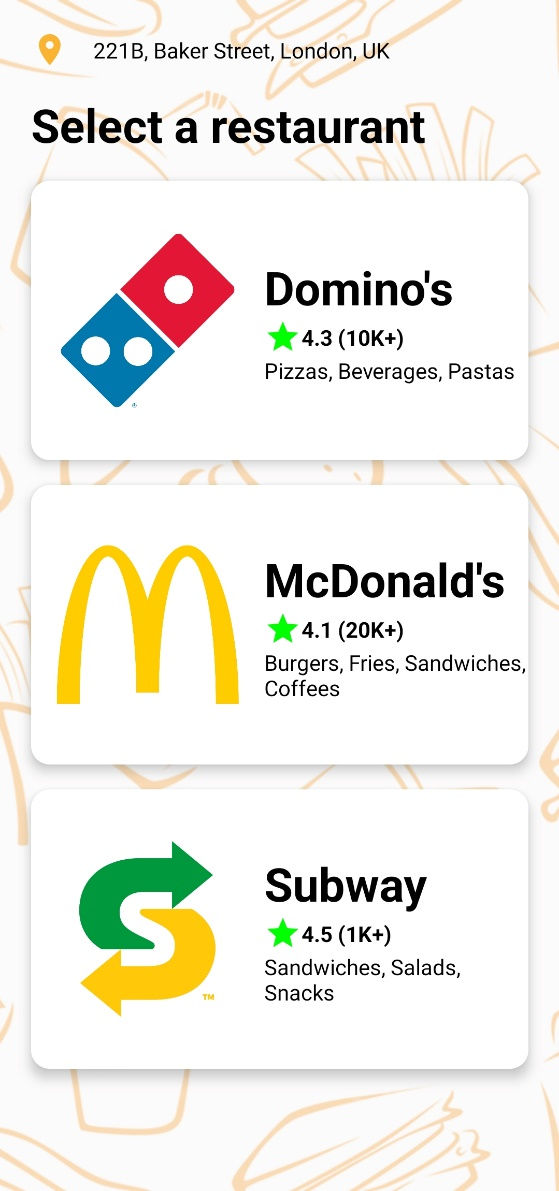 221B, Baker Street, London, UK
Select a restaurant
Domino's
4.3 (10K+)
Pizzas, Beverages, Pastas
McDonald's
4.1 (20K+)
Burgers, Fries, Sandwiches,
Coffees
Subway
4.5 (1K+)
Sandwiches, Salads,
Snacks
™